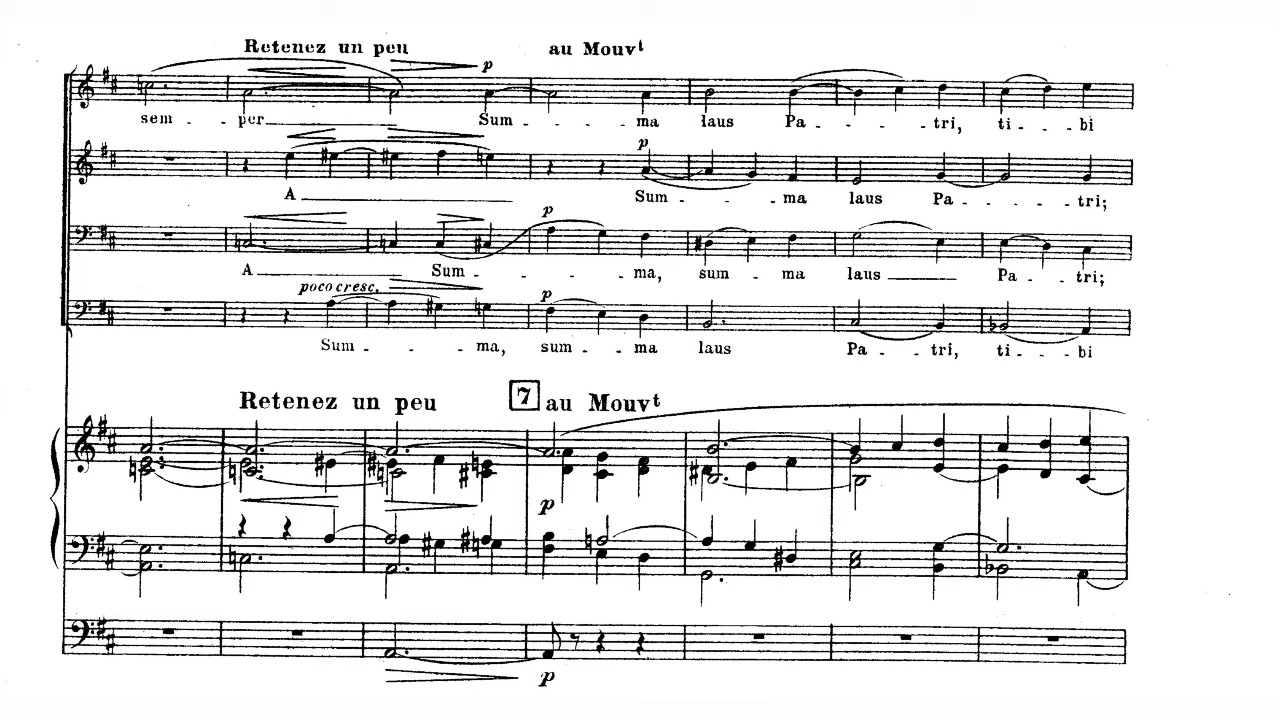 Retenez un peu au Mouvt
p
sem - per Sum - ma laus Pa - tri, ti - bi
p
A Sum - ma laus Pa - tri;
p
A Sum - ma, sum - ma laus Pa - tri;
poco cresc. p
Sum - ma, sum - ma laus Pa - tri, ti - bi
Retenez un peu 7 au Mouvt
p
p